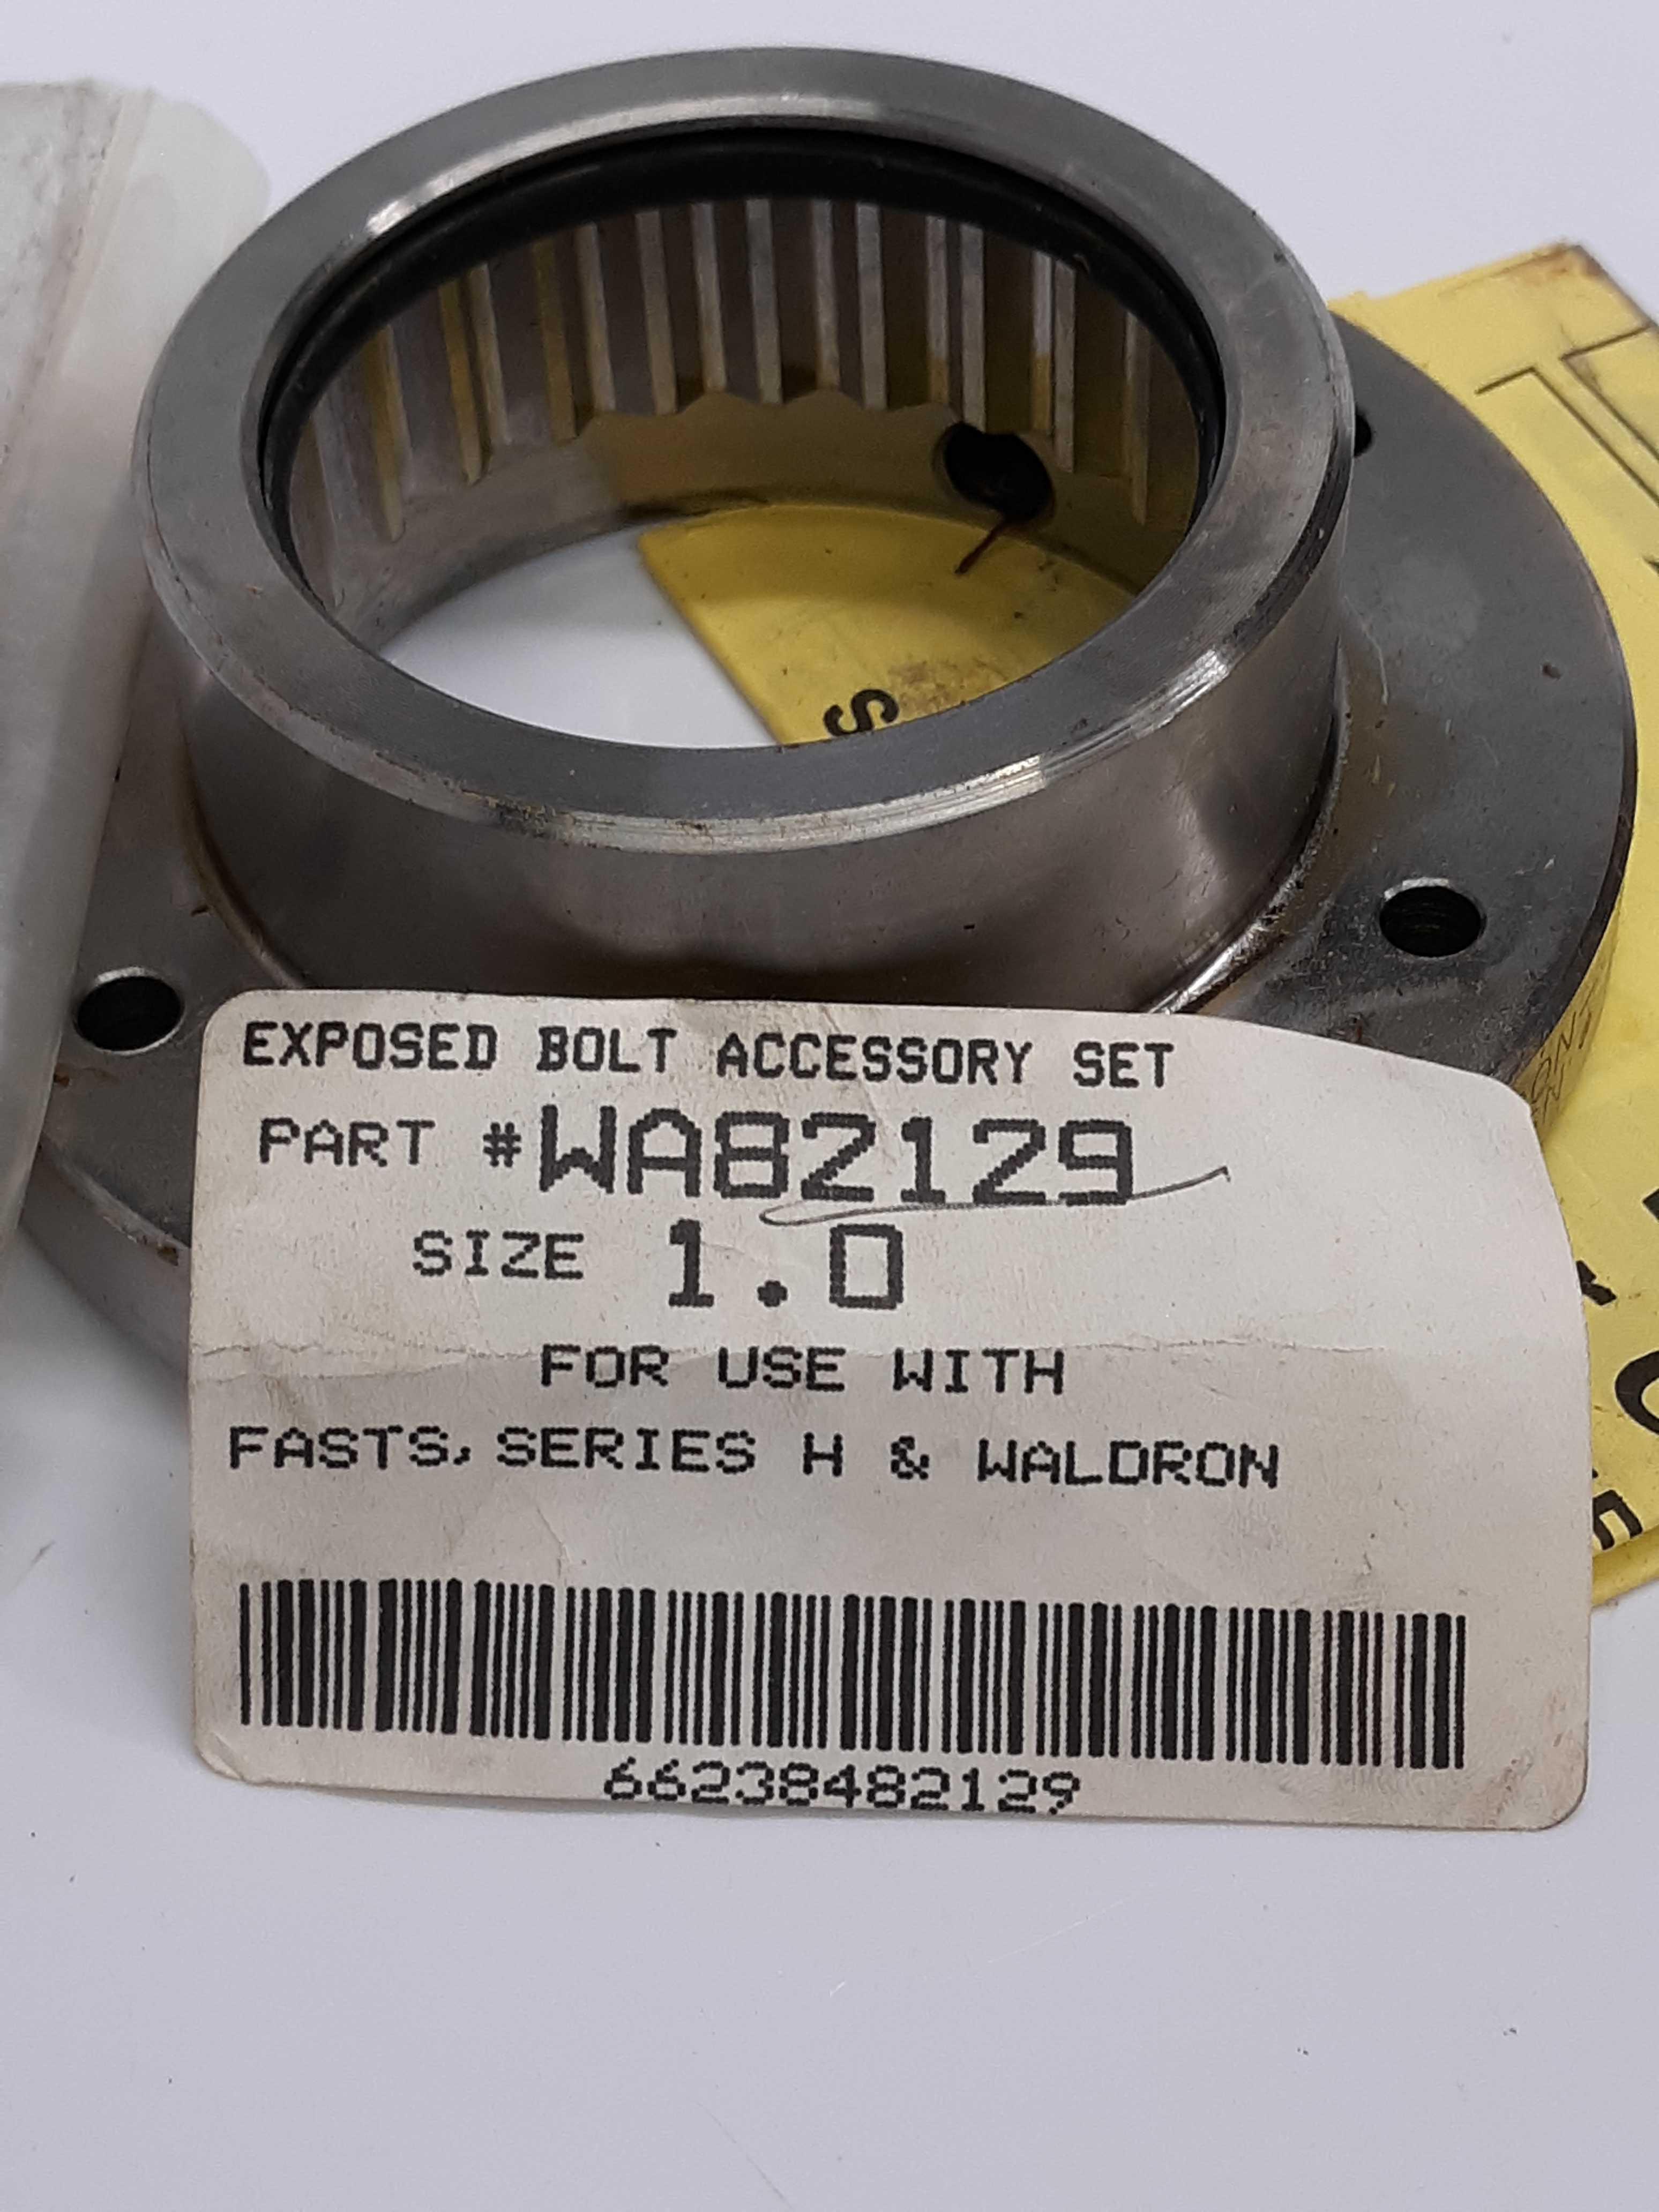 EXPOSED BOLT ACCESSORY SET
PART #WA82129
SIZE 1.0
FOR USE WITH
FASTS, SERIES H & WALDRON
66238482129
S